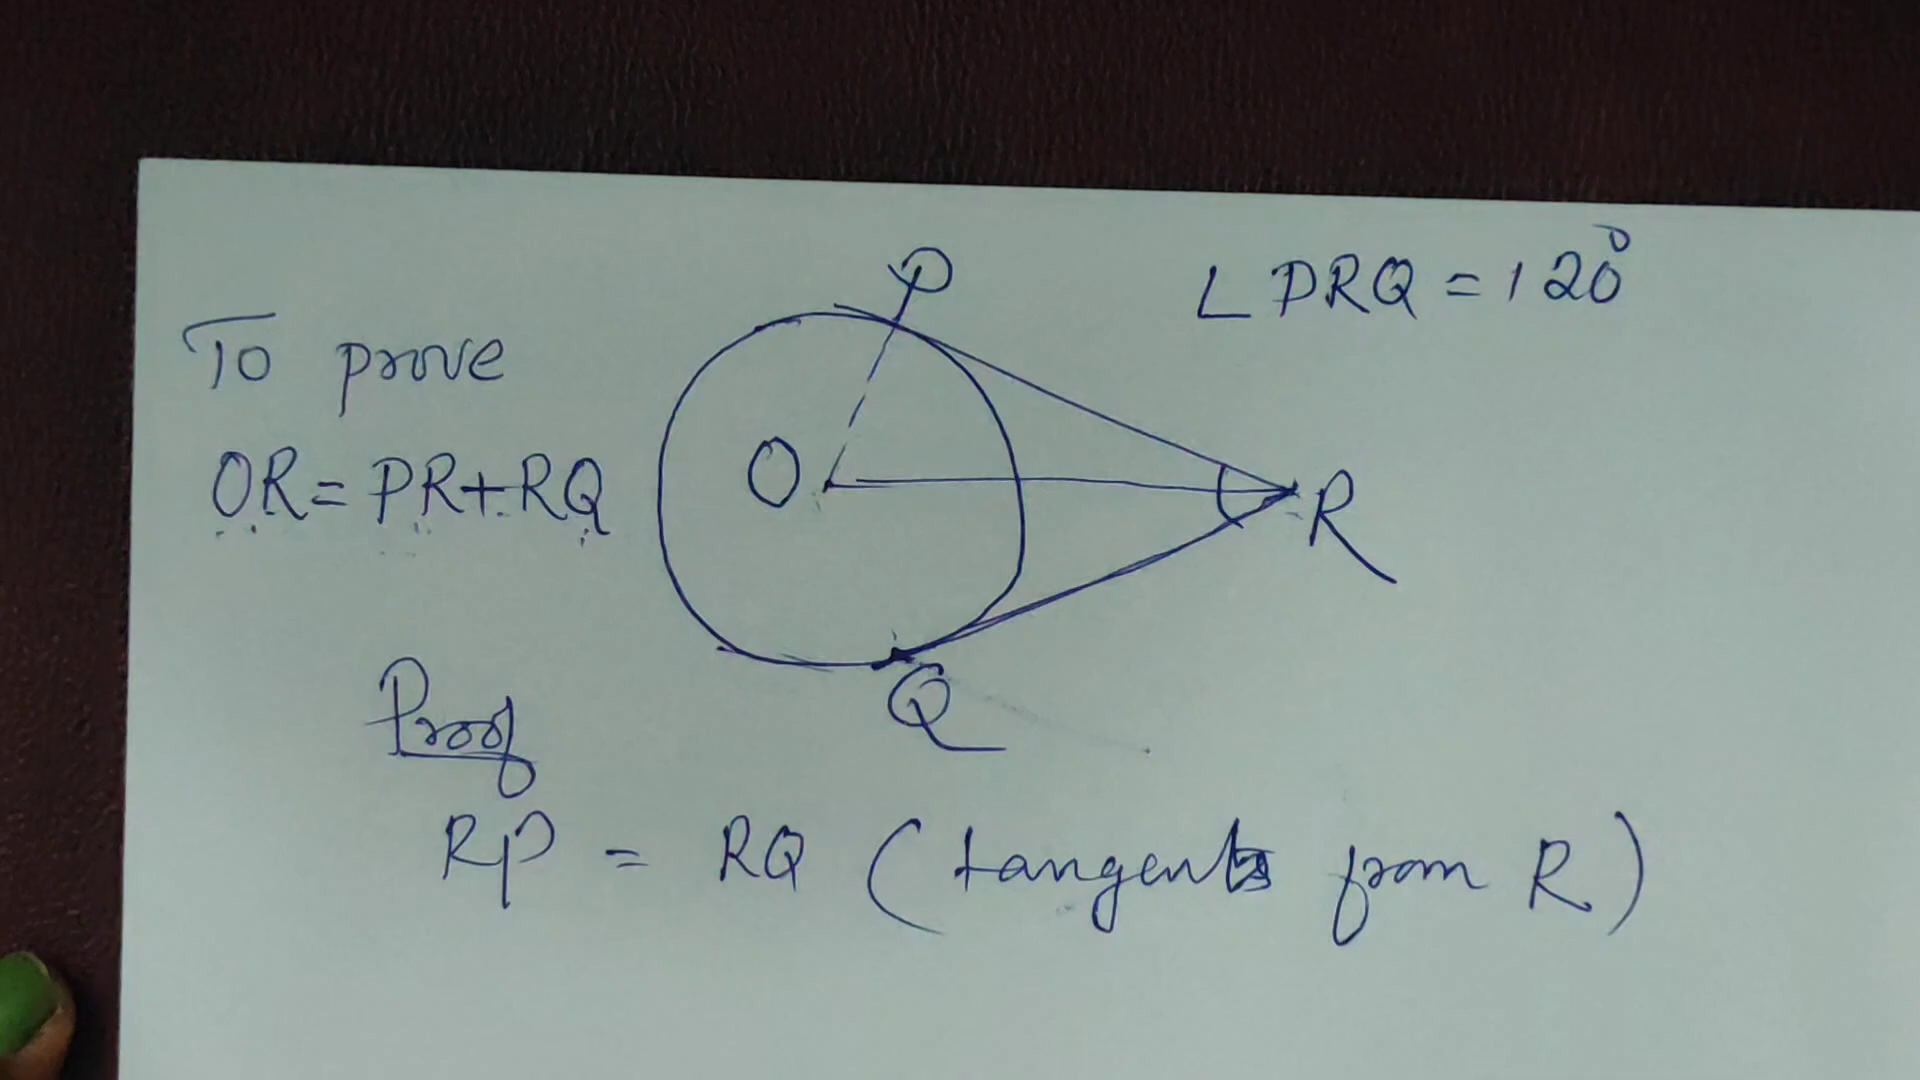 ∠PRQ = 120°
P
To prove
OR = PR + RQ
O
R
Q
Proof
RP = RQ (tangents from R)